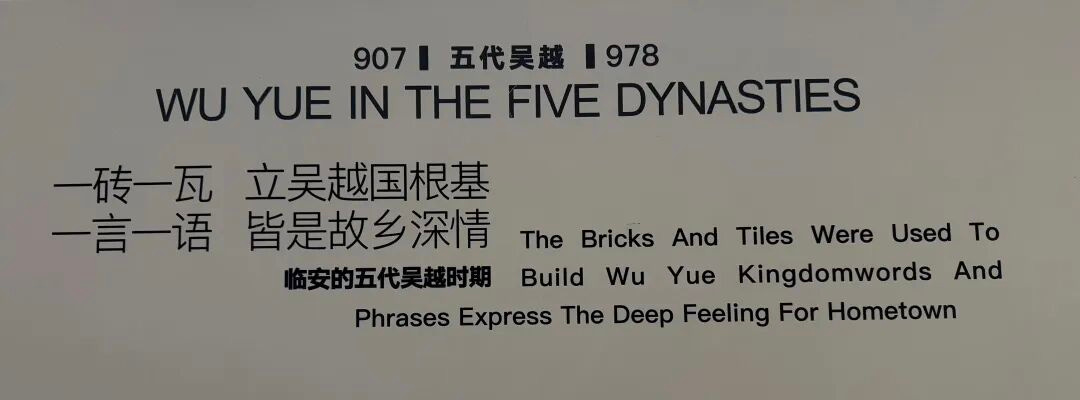 907 ▌ 五代吴越 ▌978
WU YUE IN THE FIVE DYNASTIES
一砖一瓦 立吴越国根基
一言一语 皆是故乡深情
临安的五代吴越时期
The Bricks And Tiles Were Used To
Build Wu Yue Kingdomwords And
Phrases Express The Deep Feeling For Hometown